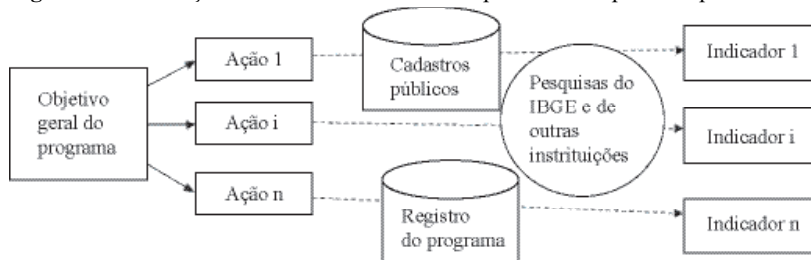 Objetivo
geral do
programa
Ação 1
Ação i
Ação n
Cadastros
públicos
Registro
do programa
Pesquisas do
IBGE e de
outras
instrituições
Indicador 1
Indicador i
Indicador n